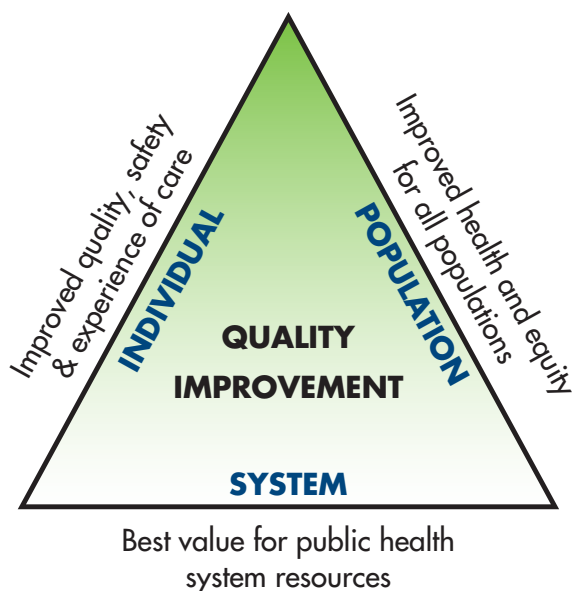 Improved quality, safety
& experience of care
INDIVIDUAL
Improved health and equity
for all populations
POPULATION
QUALITY
IMPROVEMENT
SYSTEM
Best value for public health
system resources